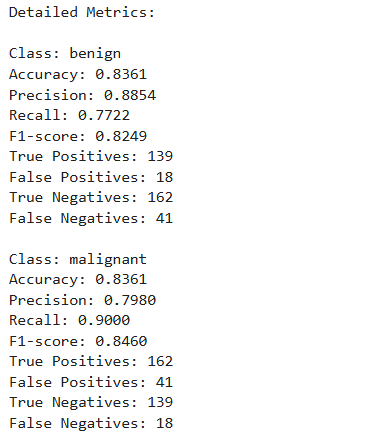 Detailed Metrics:
Class: benign
Accuracy: 0.8361
Precision: 0.8854
Recall: 0.7722
F1-score: 0.8249
True Positives: 139
False Positives: 18
True Negatives: 162
False Negatives: 41
Class: malignant
Accuracy: 0.8361
Precision: 0.7980
Recall: 0.9000
F1-score: 0.8460
True Positives: 162
False Positives: 41
True Negatives: 139
False Negatives: 18